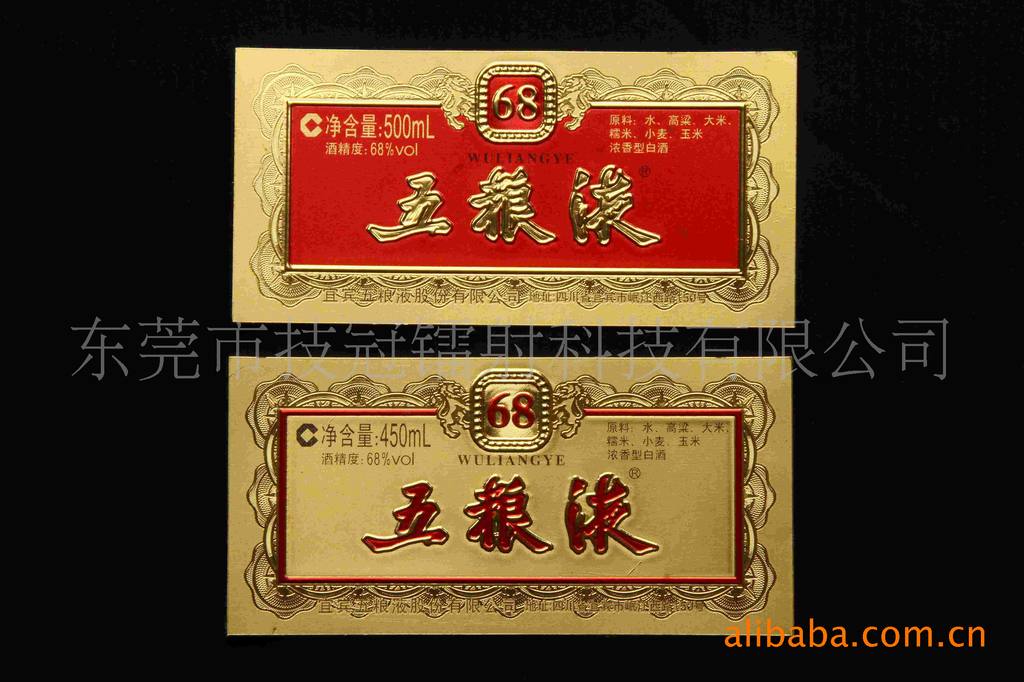 68
净含量:500mL
酒精度:68%vol
原料:水、高粱、大米、
糯米、小麦、玉米
浓香型白酒
WULIANGYE
五粮液®
宜宾五粮液股份有限公司 地址:四川省宜宾市岷江西路150号
东莞市技冠镭射科技有限公司
68
净含量:450mL
酒精度:68%vol
原料:水、高粱、大米、
糯米、小麦、玉米
浓香型白酒
WULIANGYE
五粮液®
宜宾五粮液股份有限公司 地址:四川省宜宾市岷江西路150号
alibaba.com.cn